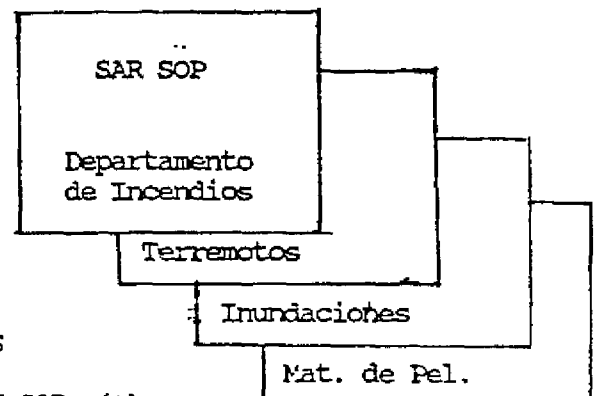 SAR SOP
Departamento
de Incendios
Terremotos
Inundaciones
Mat. de Pel.